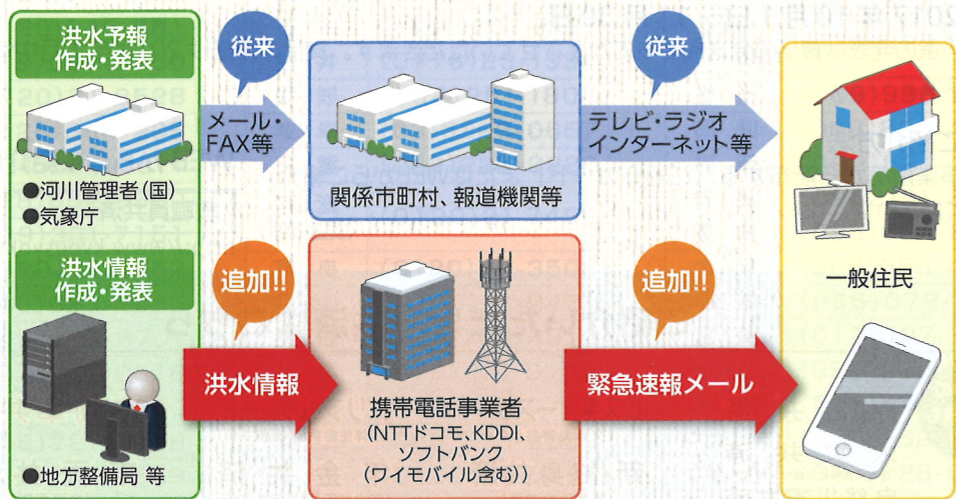 洪水予報
作成・発表
●河川管理者(国)
●気象庁
従来
メール・
FAX等
関係市町村、報道機関等
従来
テレビ・ラジオ
インターネット等
一般住民
洪水情報
作成・発表
●地方整備局 等
追加!!
洪水情報
携帯電話事業者
(NTTドコモ、KDDI、
ソフトバンク
(ワイモバイル含む))
追加!!
緊急速報メール